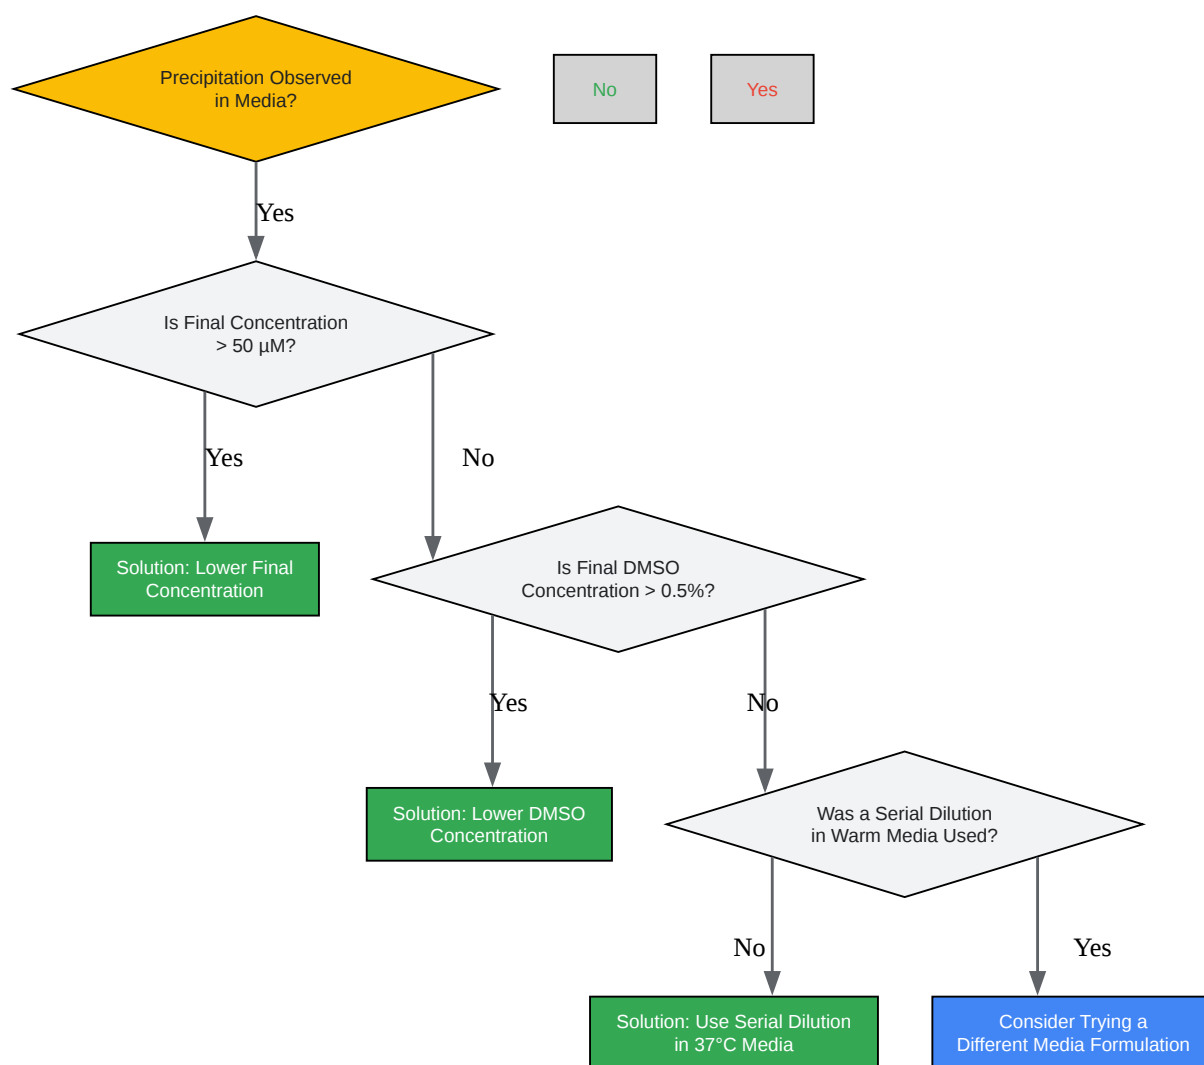 Precipitation Observed
in Media?
No
Yes
Yes
Is Final Concentration
> 50 µM?
Yes
No
Is Final DMSO
Concentration > 0.5%?
Solution: Lower Final
Concentration
Yes
No
Was a Serial Dilution
in Warm Media Used?
Solution: Lower DMSO
Concentration
No
Yes
Solution: Use Serial Dilution
in 37°C Media
Consider Trying a
Different Media Formulation